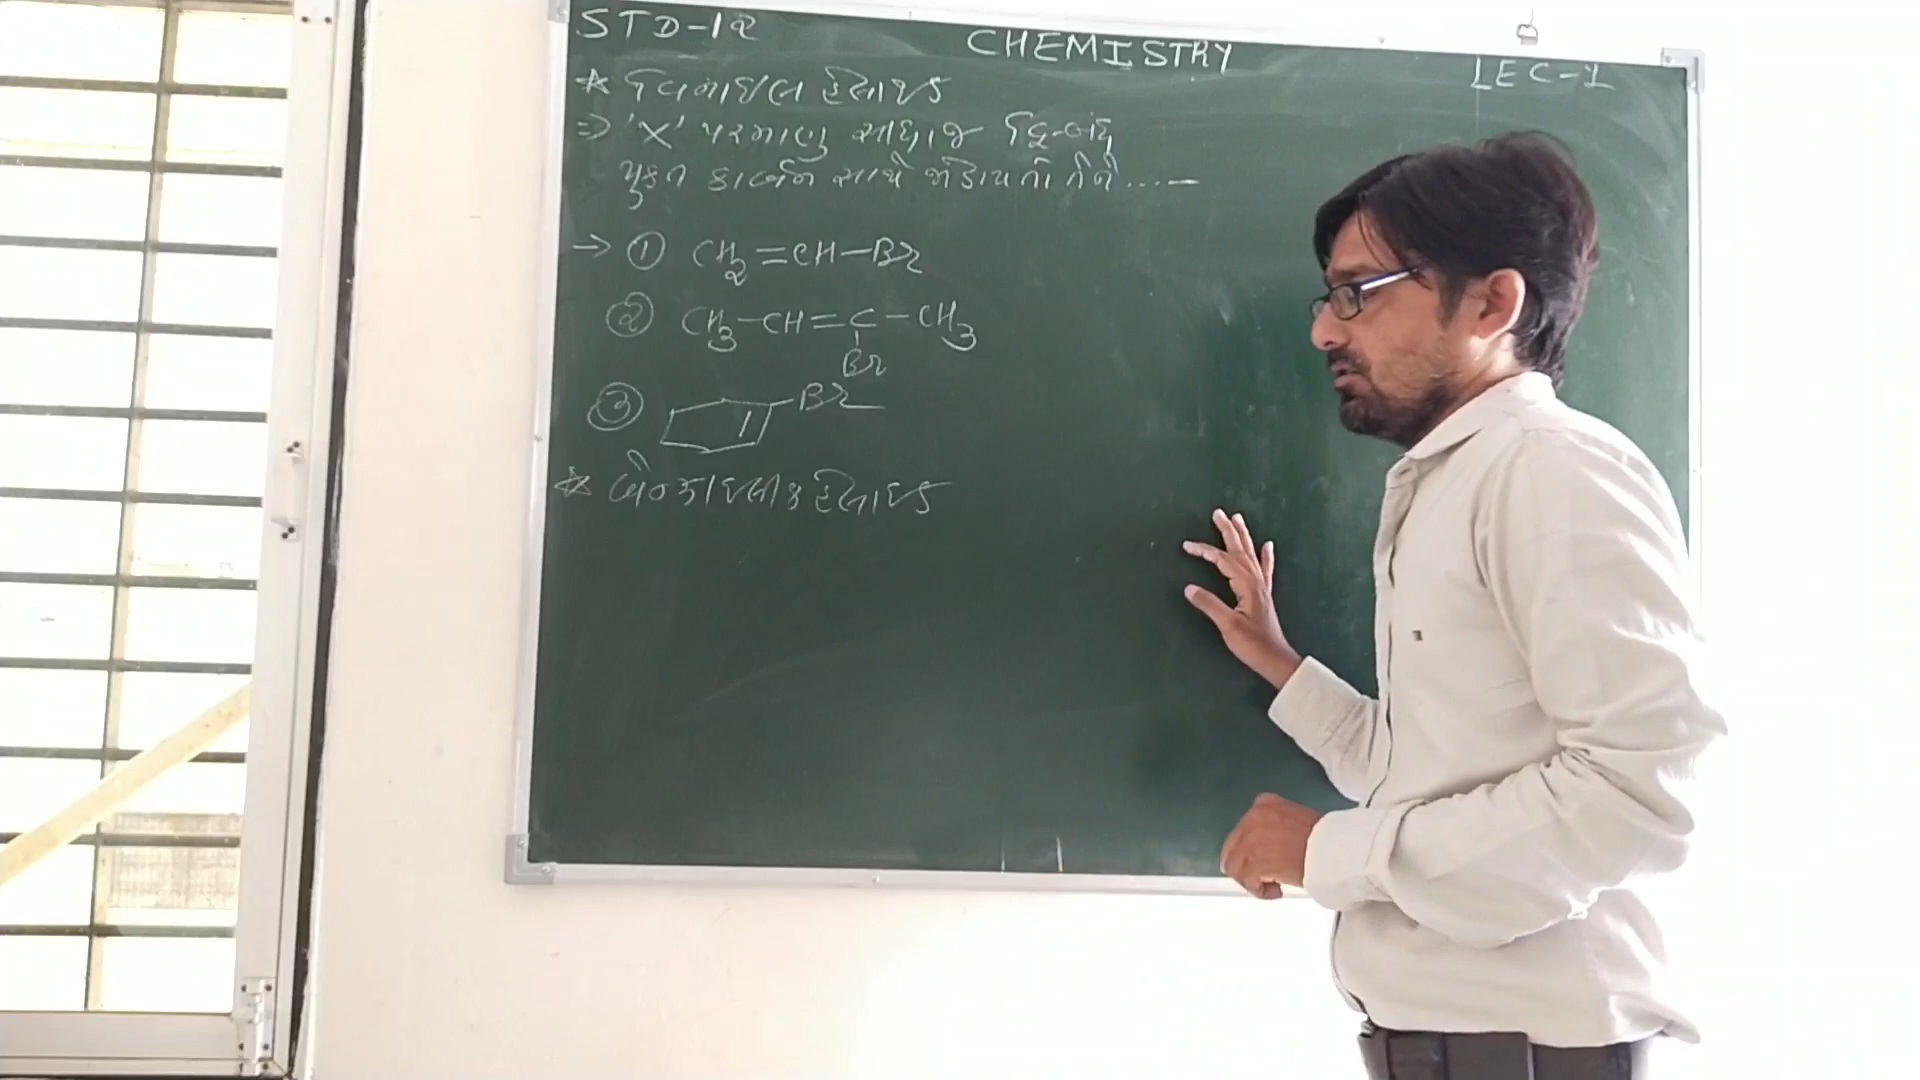 STD-12
CHEMISTRY
LEC-1
* વિનાઇલ હેલાઇડ
⇒ 'X' પરમાણુ સીધાજ દ્વિ-બંધ
યુક્ત કાર્બન સાથે જોડાય તો તેને...—
→ ① CH₂=CH—Br
② CH₃—CH=C—CH₃
Br
③ Br
* બેન્ઝાઇલીક હેલાઇડ